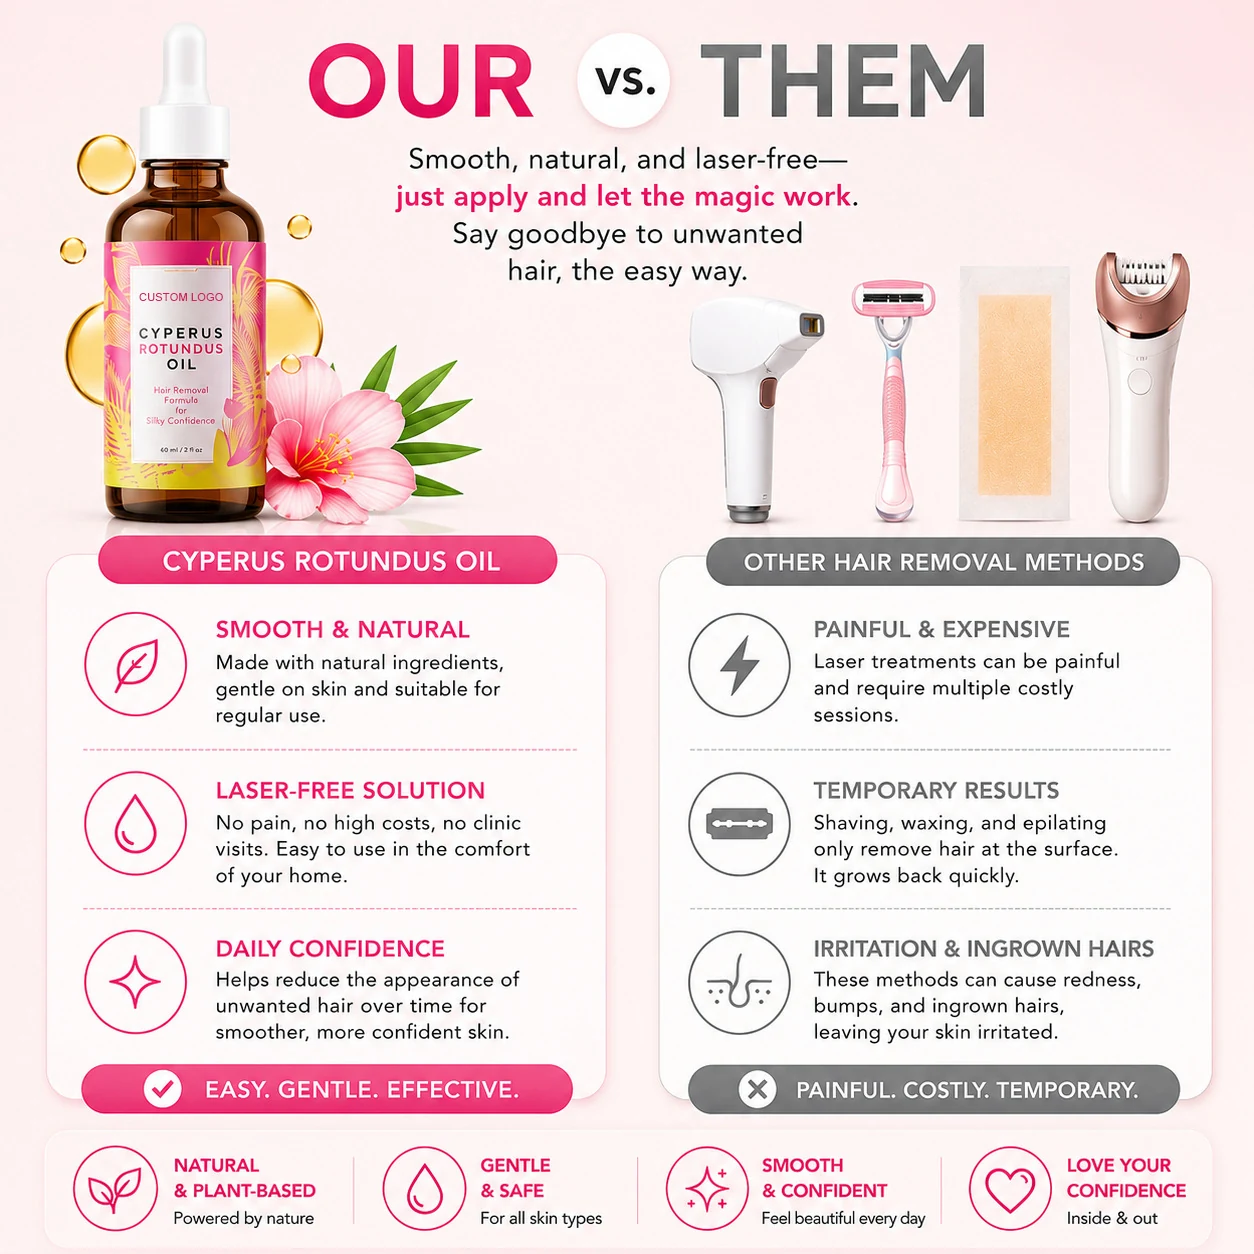 OUR VS. THEM
Smooth, natural, and laser-free—
just apply and let the magic work.
Say goodbye to unwanted
hair, the easy way.
CUSTOM LOGO
CYPERUS
ROTUNDUS
OIL
Hair Removal
Formula
for
Silky Confidence
60 ml / 2 fl oz
CYPERUS ROTUNDUS OIL
SMOOTH & NATURAL
Made with natural ingredients,
gentle on skin and suitable for
regular use.
LASER-FREE SOLUTION
No pain, no high costs, no clinic
visits. Easy to use in the comfort
of your home.
DAILY CONFIDENCE
Helps reduce the appearance of
unwanted hair over time for
smoother, more confident skin.
EASY. GENTLE. EFFECTIVE.
OTHER HAIR REMOVAL METHODS
PAINFUL & EXPENSIVE
Laser treatments can be painful
and require multiple costly
sessions.
TEMPORARY RESULTS
Shaving, waxing, and epilating
only remove hair at the surface.
It grows back quickly.
IRRITATION & INGROWN HAIRS
These methods can cause redness,
bumps, and ingrown hairs,
leaving your skin irritated.
PAINFUL. COSTLY. TEMPORARY.
NATURAL
& PLANT-BASED
Powered by nature
GENTLE
& SAFE
For all skin types
SMOOTH
& CONFIDENT
Feel beautiful every day
LOVE YOUR
CONFIDENCE
Inside & out